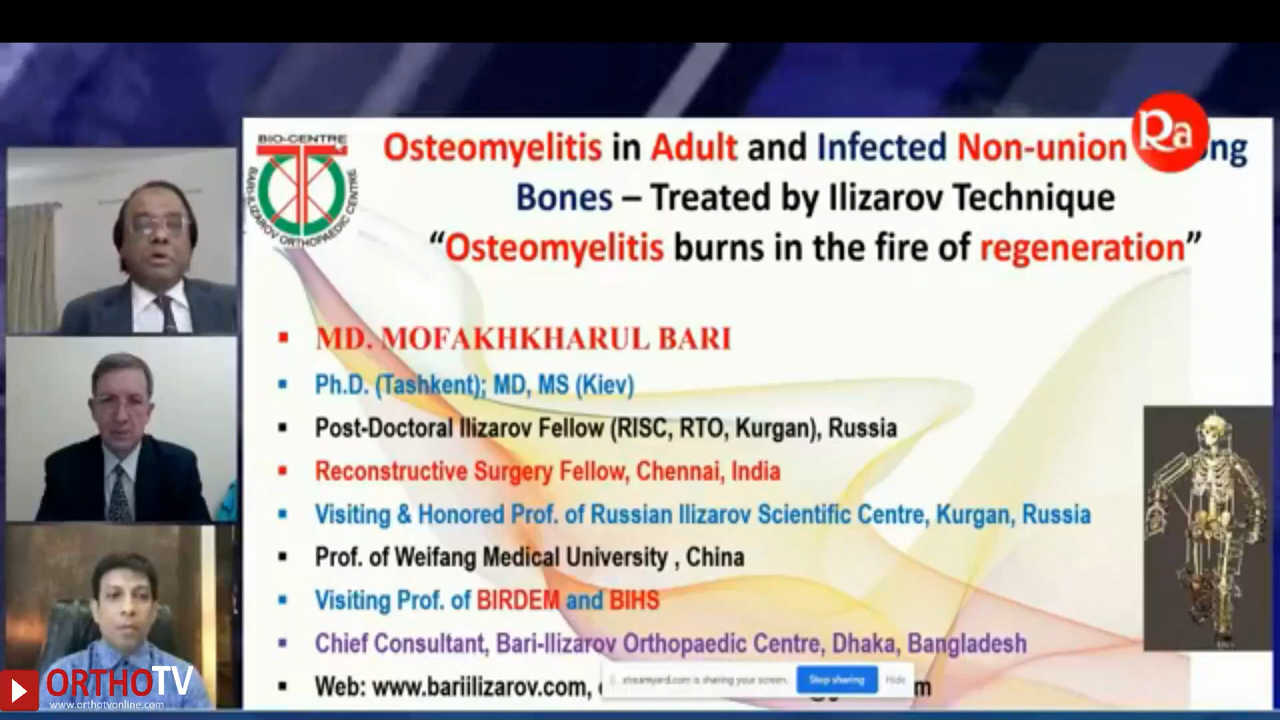 BIO-CENTRE
BARI-ILIZAROV ORTHOPAEDIC CENTRE
Osteomyelitis in Adult and Infected Non-union
Ra
Bones – Treated by Ilizarov Technique
“Osteomyelitis burns in the fire of regeneration”
MD. MOFAKHKHARUL BARI
Ph.D. (Tashkent); MD, MS (Kiev)
Post-Doctoral Ilizarov Fellow (RISC, RTO, Kurgan), Russia
Reconstructive Surgery Fellow, Chennai, India
Visiting & Honored Prof. of Russian Ilizarov Scientific Centre, Kurgan, Russia
Prof. of Weifang Medical University , China
Visiting Prof. of BIRDEM and BIHS
Chief Consultant, Bari-Ilizarov Orthopaedic Centre, Dhaka, Bangladesh
Web: www.bariilizarov.com,
streamyard.com is sharing your screen. Stop sharing Hide
ORTHOTV
www.orthotvonline.com